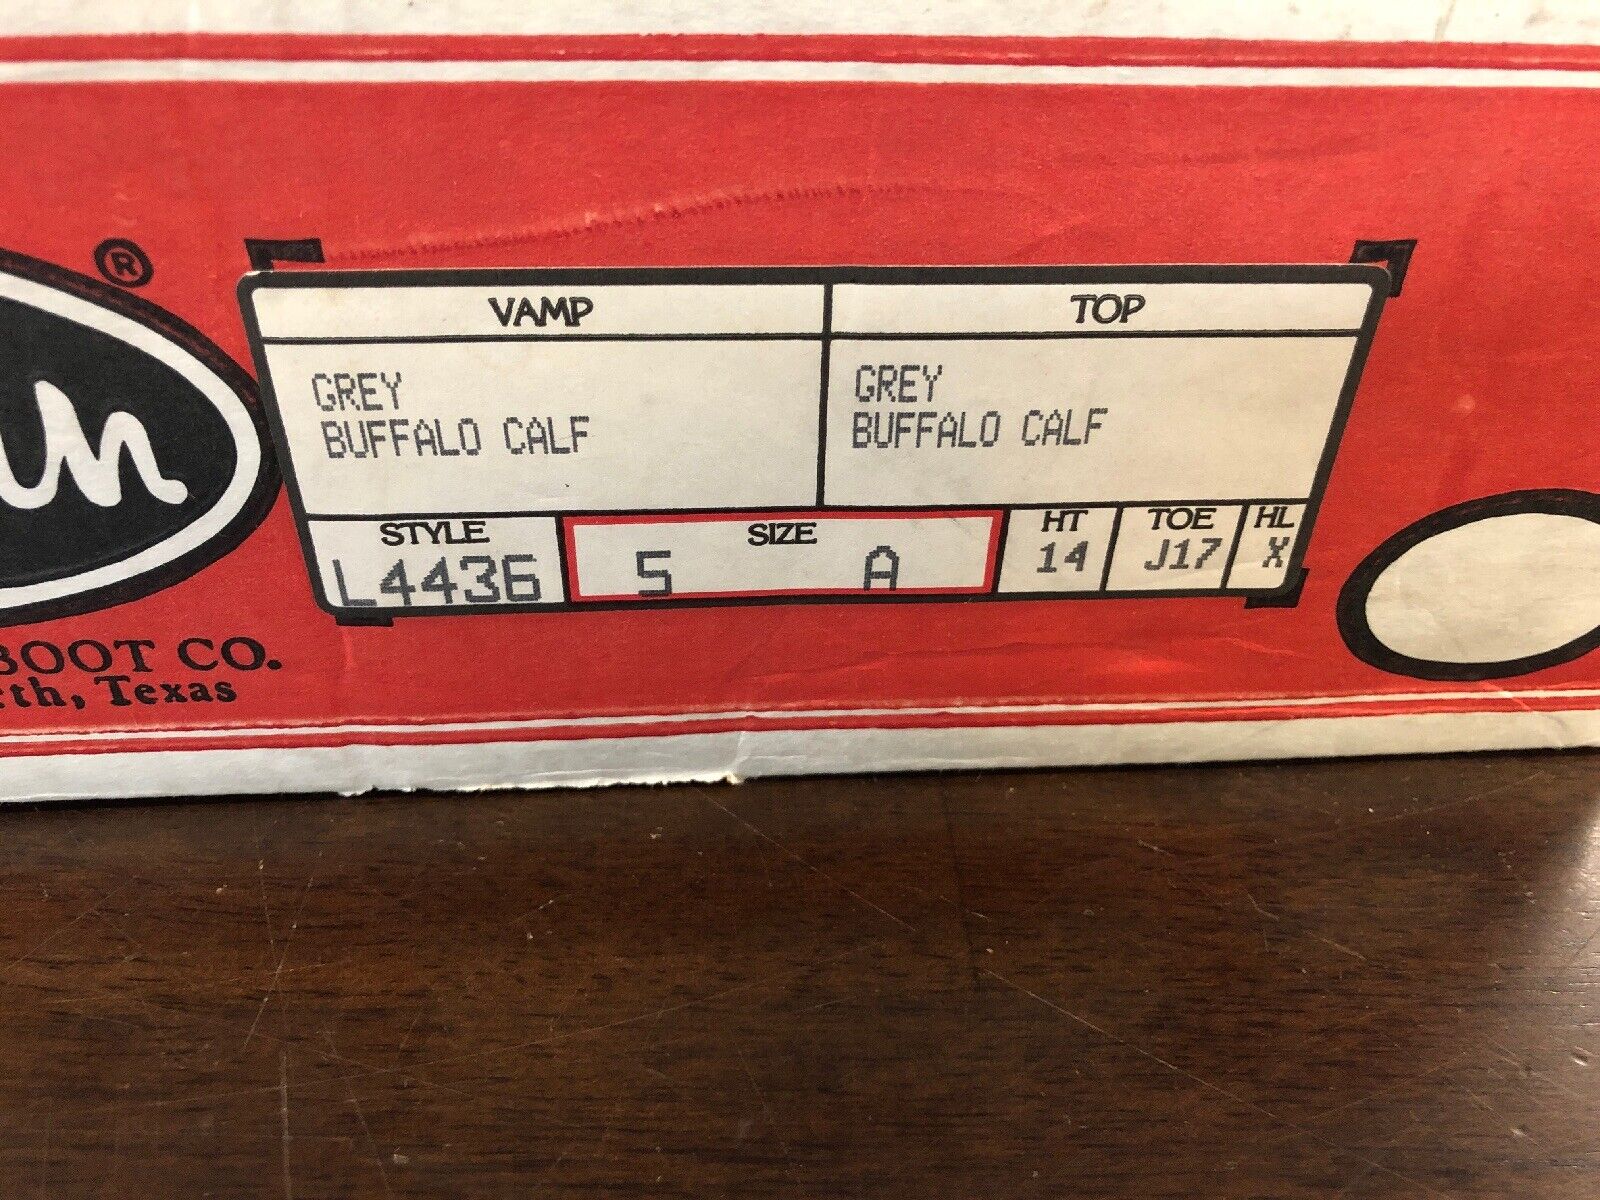 ®
BOOT CO.
Texas
VAMP
TOP
GREY
BUFFALO CALF
GREY
BUFFALO CALF
STYLE
SIZE
HT
TOE
HL
L4436
5 A
14
J17
X